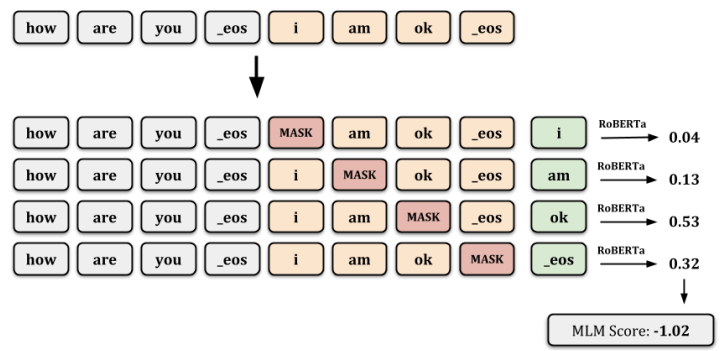 how are you _eos i am ok _eos
how are you _eos MASK am ok _eos i RoBERTa 0.04
how are you _eos i MASK ok _eos am RoBERTa 0.13
how are you _eos i am MASK _eos ok RoBERTa 0.53
how are you _eos i am ok MASK _eos RoBERTa 0.32
MLM Score: -1.02